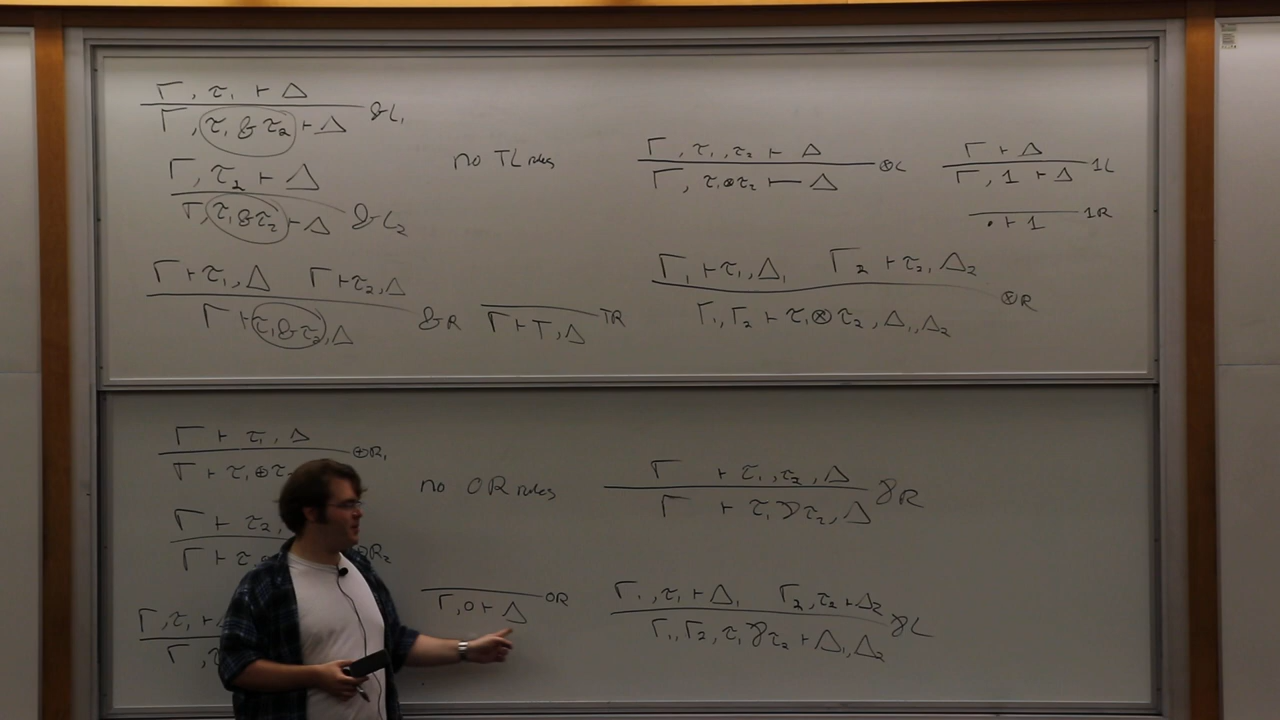 Γ, τ₁ ⊢ Δ
Γ, τ₁ & τ₂ ⊢ Δ &L₁
Γ, τ₂ ⊢ Δ
Γ, τ₁ & τ₂ ⊢ Δ &L₂
Γ ⊢ τ₁, Δ Γ ⊢ τ₂, Δ
Γ ⊢ τ₁ & τ₂, Δ &R
no ⊤L rules
Γ ⊢ ⊤, Δ ⊤R
Γ, τ₁, τ₂ ⊢ Δ
Γ, τ₁ ⊗ τ₂ ⊢ Δ ⊗L
Γ ⊢ Δ
Γ, 1 ⊢ Δ 1L
· ⊢ 1 1R
Γ₁ ⊢ τ₁, Δ₁ Γ₂ ⊢ τ₂, Δ₂
Γ₁, Γ₂ ⊢ τ₁ ⊗ τ₂, Δ₁, Δ₂ ⊗R
Γ ⊢ τ₁, Δ
Γ ⊢ τ₁ ⊕ τ ⊕R₁
Γ ⊢ τ₂,
Γ ⊢ τ ⊕R₂
Γ, τ₁ ⊢
Γ, τ
no 0R rules
Γ, 0 ⊢ Δ 0R
Γ ⊢ τ₁, τ₂, Δ
Γ ⊢ τ₁ ⅋ τ₂, Δ ⅋R
Γ₁, τ₁ ⊢ Δ₁ Γ₂, τ₂ ⊢ Δ₂
Γ₁, Γ₂, τ₁ ⅋ τ₂ ⊢ Δ₁, Δ₂ ⅋L